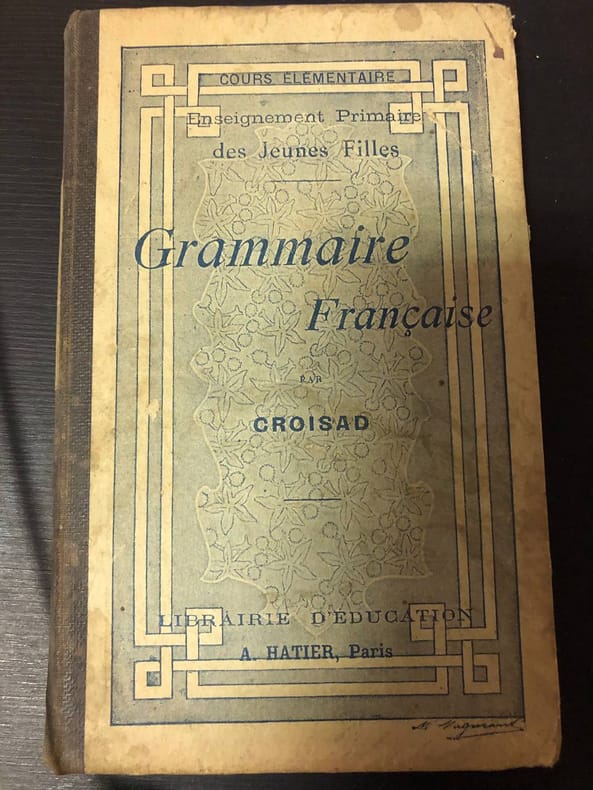 COURS ÉLÉMENTAIRE
Enseignement Primaire
des Jeunes Filles
Grammaire
Française
PAR
CROISAD
LIBRAIRIE D'ÉDUCATION
A. HATIER, Paris